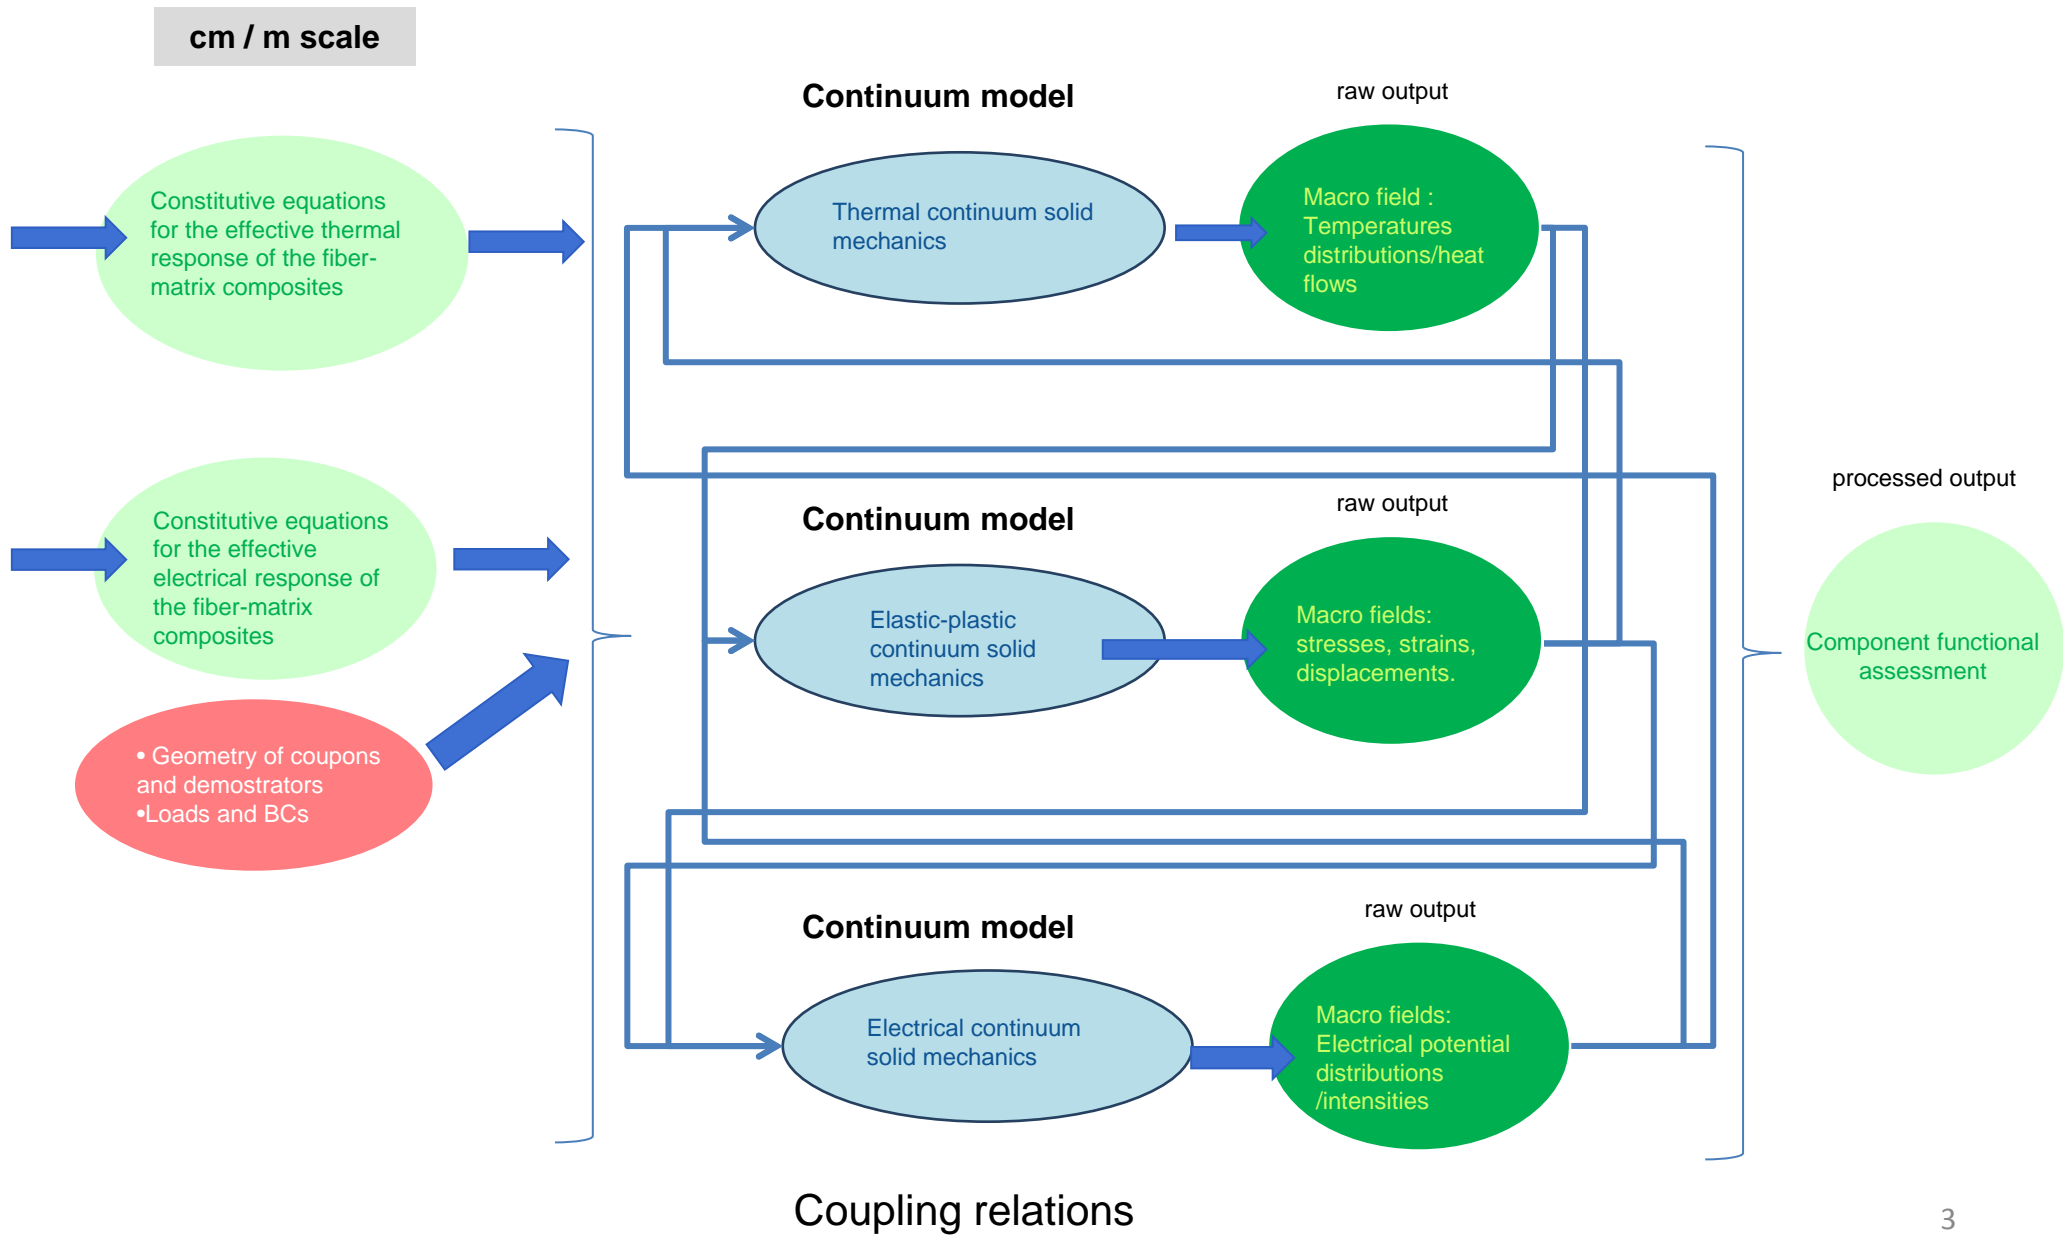 cm / m scale
Continuum model
raw output
Constitutive equations
for the effective thermal
response of the fiber-
matrix composites
Thermal continuum solid
mechanics
Macro field :
Temperatures
distributions/heat
flows
Constitutive equations
for the effective
electrical response of
the fiber-matrix
composites
Continuum model
raw output
Elastic-plastic
continuum solid
mechanics
Macro fields:
stresses, strains,
displacements.
processed output
Component functional
assessment
• Geometry of coupons
and demostrators
•Loads and BCs
Continuum model
raw output
Electrical continuum
solid mechanics
Macro fields:
Electrical potential
distributions
/intensities
Coupling relations
3